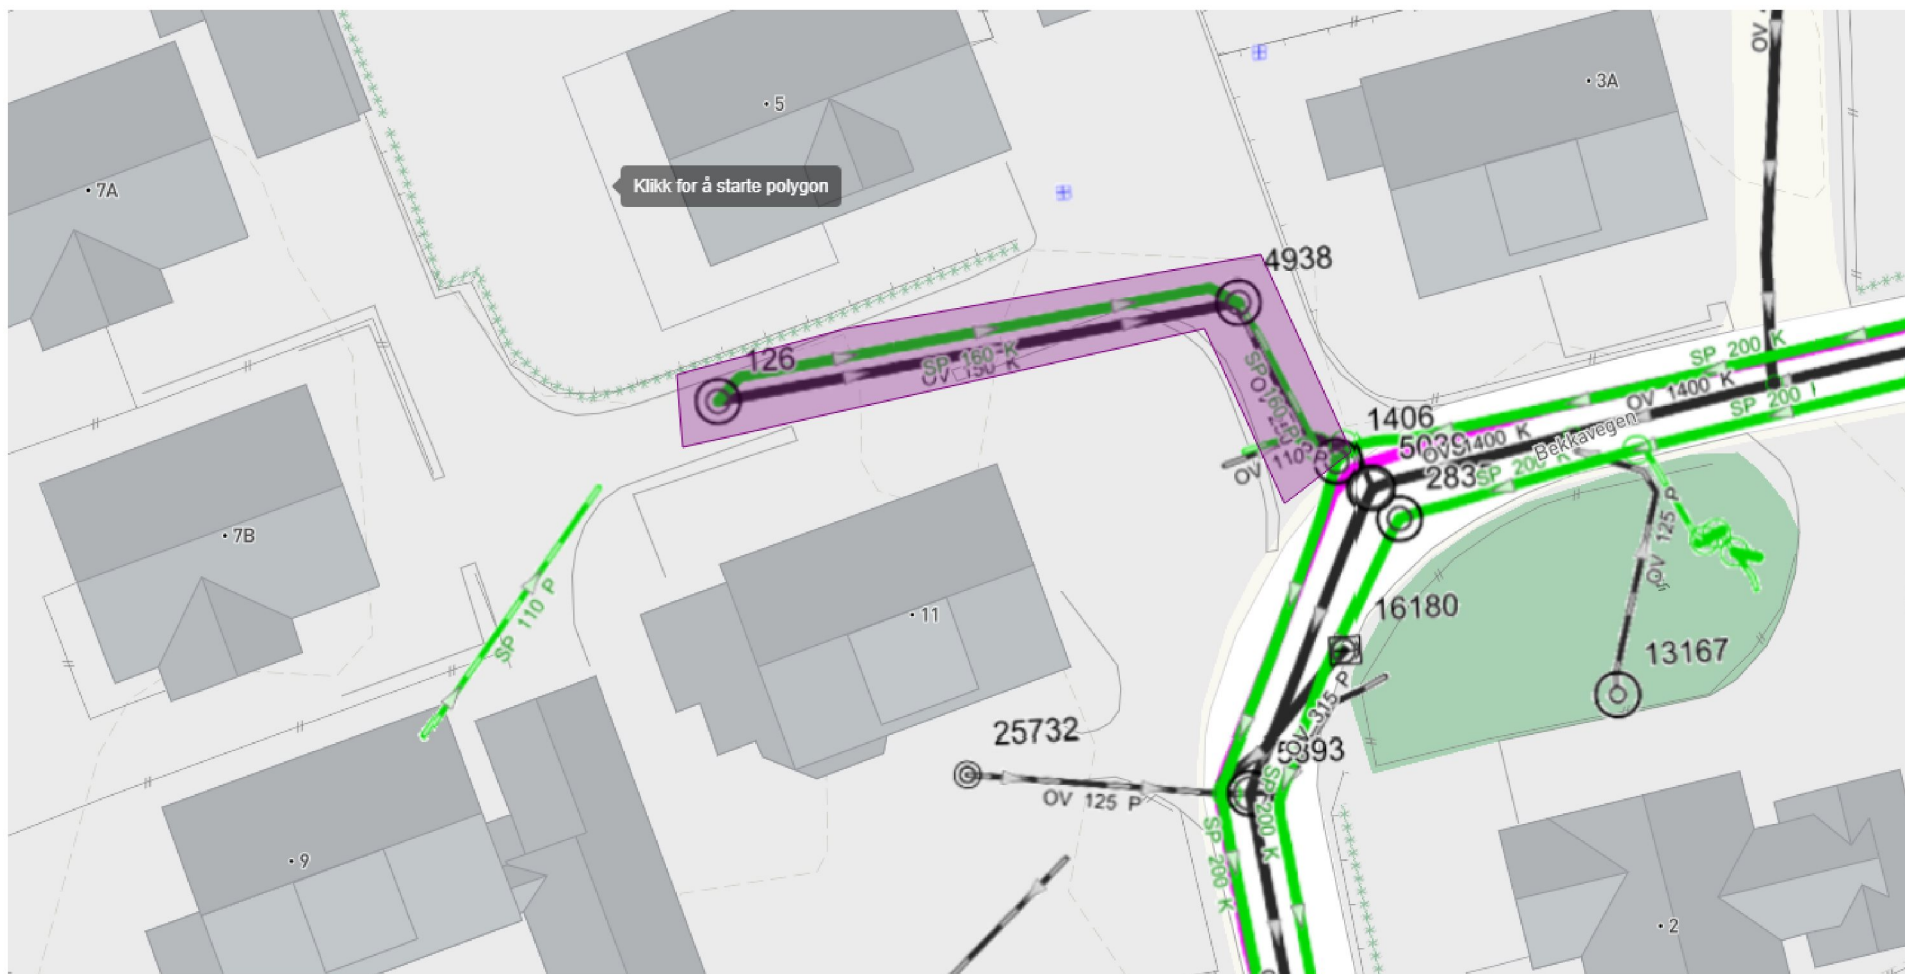 OV
5
3A
7A
Klikk for å starte polygon
4938
126
SP 160 K
OV 150 K
SP 200 K
OV 1400 K
SP 200
1406
Bekkavegen
283
SP 200 K
OV 110 P
OV 125 P
7B
SP 110 P
11
16180
13167
OV 315 P
25732
OV 125 P
SP 200 K
SP 200 K
9
2